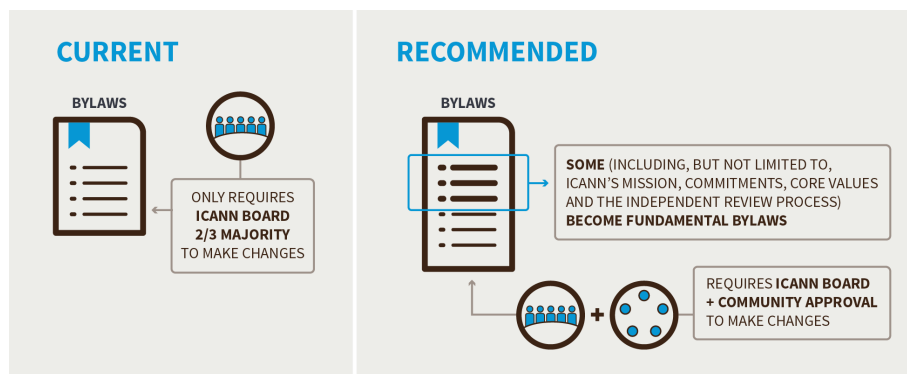 CURRENT
BYLAWS
ONLY REQUIRES
ICANN BOARD
2/3 MAJORITY
TO MAKE CHANGES
RECOMMENDED
BYLAWS
SOME (INCLUDING, BUT NOT LIMITED TO,
ICANN'S MISSION, COMMITMENTS, CORE VALUES
AND THE INDEPENDENT REVIEW PROCESS)
BECOME FUNDAMENTAL BYLAWS
+
REQUIRES ICANN BOARD
+ COMMUNITY APPROVAL
TO MAKE CHANGES